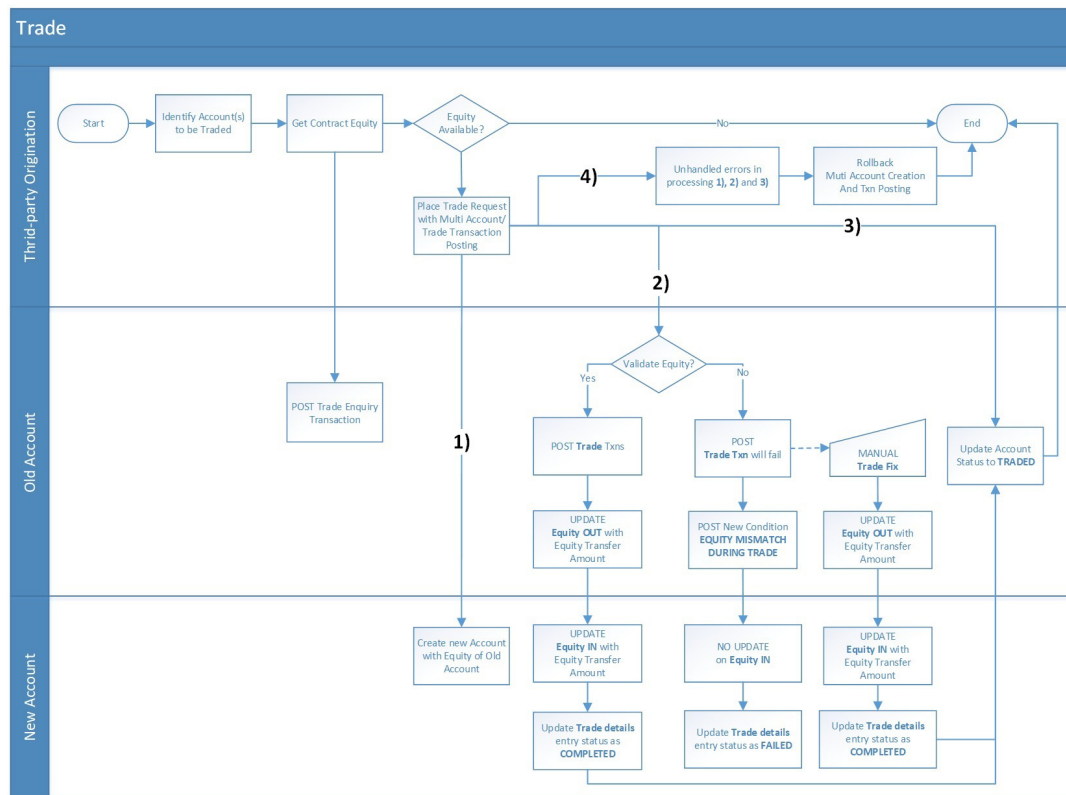 Trade
Thrid-party Origination
Start
Identify Account(s)
to be Traded
Get Contract Equity
Equity
Available?
No
End
4)
Unhandled errors in
processing 1), 2) and 3)
Rollback
Muti Account Creation
And Txn Posting
Place Trade Request
with Multi Account/
Trade Transaction
Posting
3)
2)
Old Account
Validate Equity?
Yes
No
POST Trade Enquiry
Transaction
1)
POST Trade Txns
POST
Trade Txn will fail
MANUAL
Trade Fix
Update Account
Status to TRADED
UPDATE
Equity OUT with
Equity Transfer
Amount
POST New Condition
EQUITY MISMATCH
DURING TRADE
UPDATE
Equity OUT with
Equity Transfer
Amount
New Account
Create new Account
with Equity of Old
Account
UPDATE
Equity IN with
Equity Transfer
Amount
NO UPDATE
on Equity IN
UPDATE
Equity IN with
Equity Transfer
Amount
Update Trade details
entry status as
COMPLETED
Update Trade details
entry status as FAILED
Update Trade details
entry status as
COMPLETED